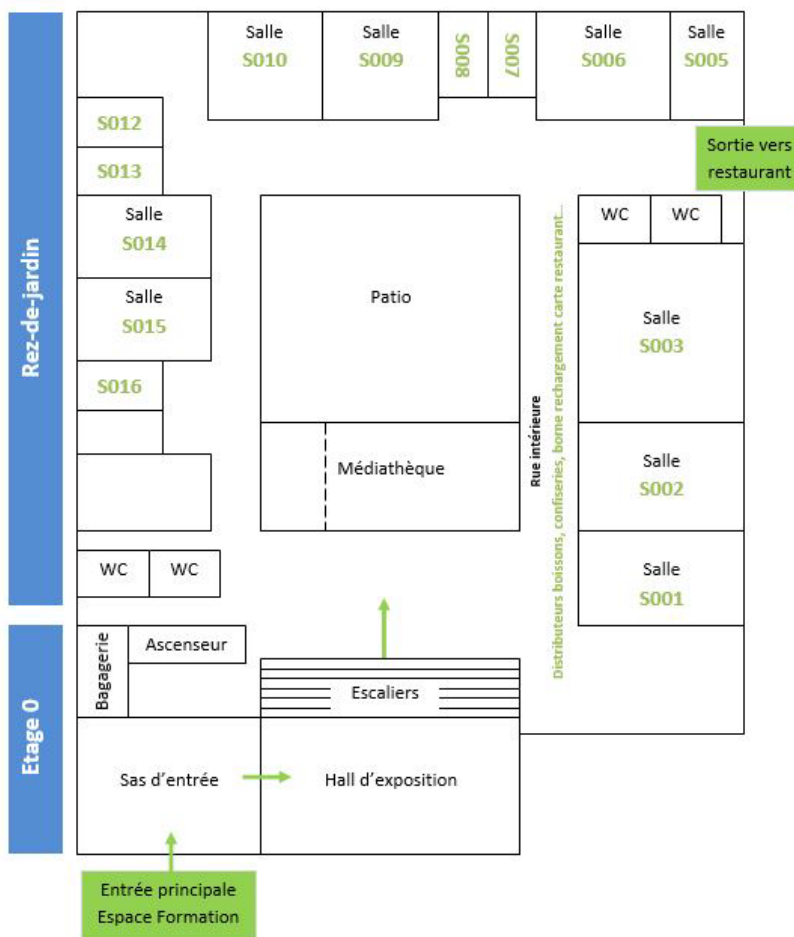 Rez-de-jardin
Salle
S010
Salle
S009
S008
S007
Salle
S006
Salle
S005
S012
S013
Sortie vers
restaurant
Salle
S014
Salle
S015
S016
Patio
Médiathèque
Rue intérieure
Distributeurs boissons, confiseries, borne rechargement carte restaurant...
WC
WC
Salle
S003
Salle
S002
Salle
S001
WC
WC
Etage 0
Bagagerie
Ascenseur
Escaliers
Sas d’entrée
Hall d’exposition
Entrée principale
Espace Formation